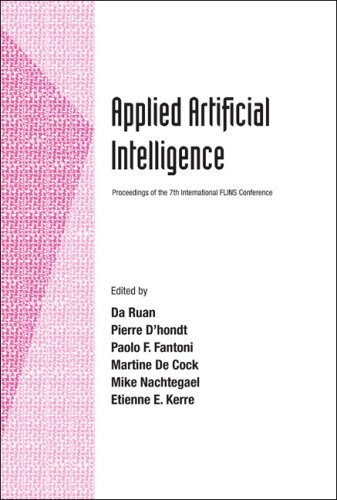 Applied Artificial
Intelligence
Proceedings of the 7th International FLINS Conference
Edited by
Da Ruan
Pierre D'hondt
Paolo F. Fantoni
Martine De Cock
Mike Nachtegael
Etienne E. Kerre